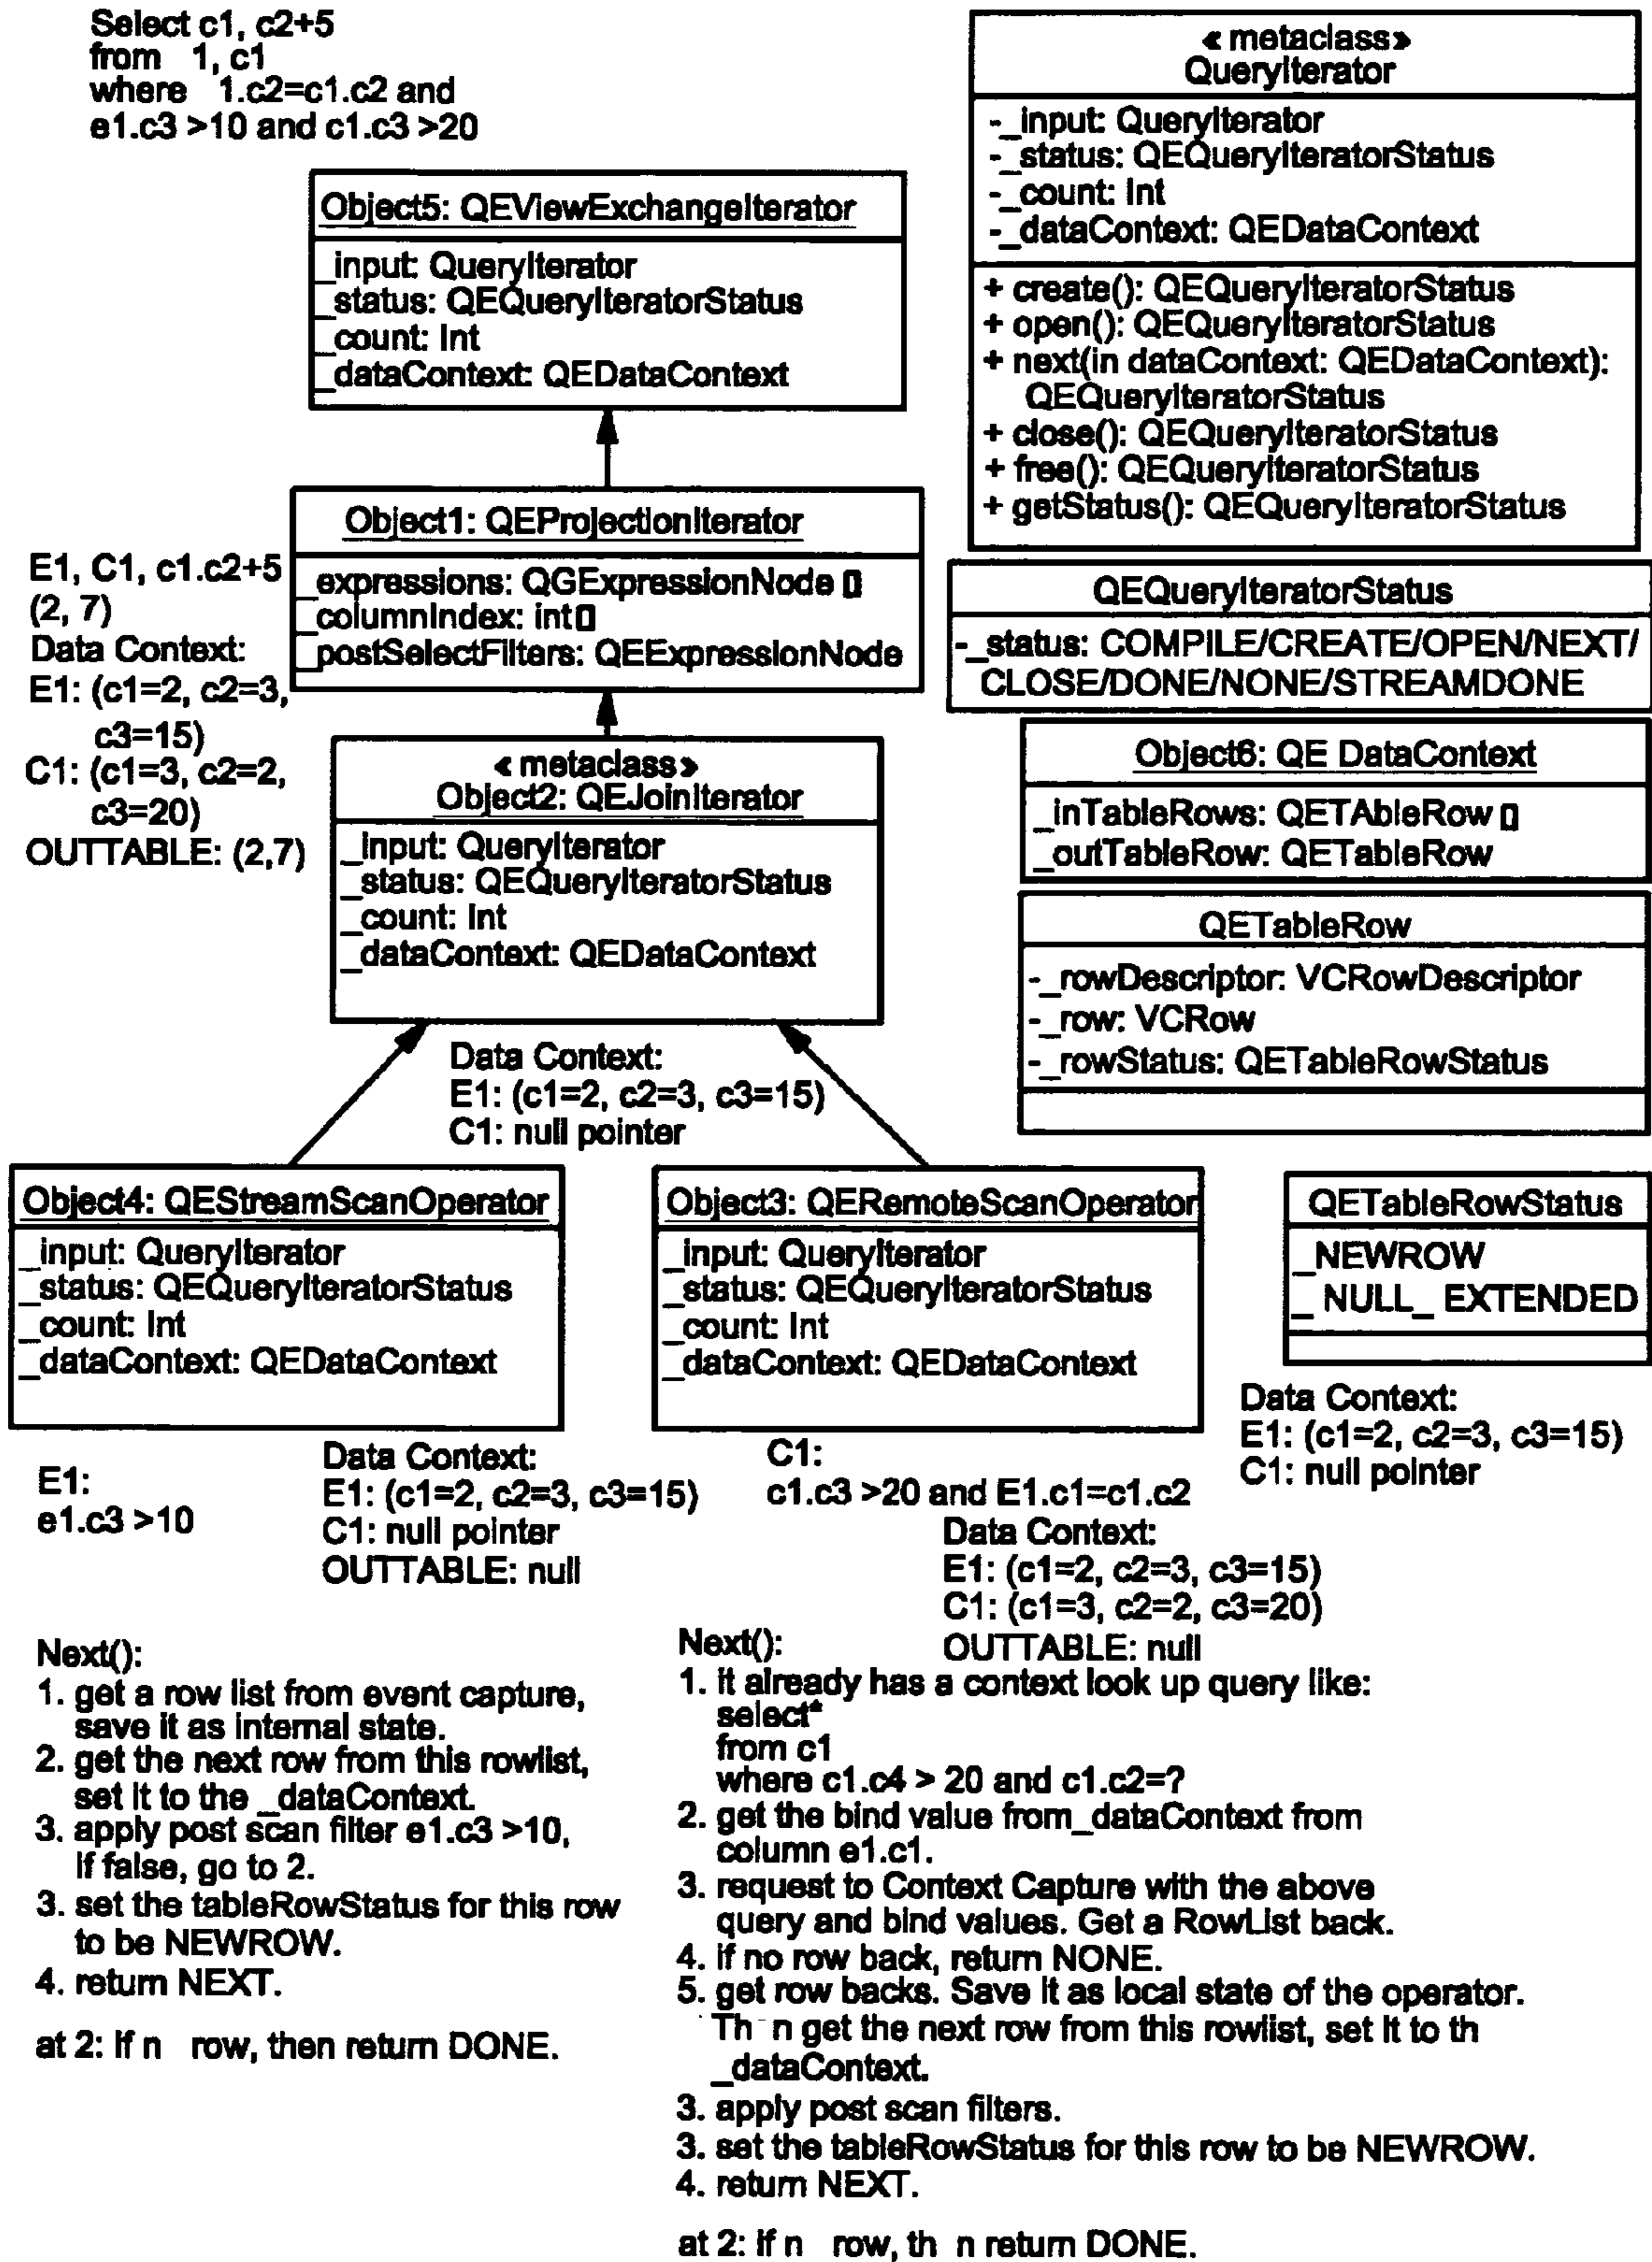 Select c1, c2+5
from 1, c1
where 1.c2=c1.c2 and
e1.c3 >10 and c1.c3 >20
« metaclass»
QueryIterator
-_input: QueryIterator
-_status: QEQueryIteratorStatus
-_count: Int
-_dataContext: QEDataContext
+ create(): QEQueryIteratorStatus
+ open(): QEQueryIteratorStatus
+ next(in dataContext: QEDataContext):
QEQueryIteratorStatus
+ close(): QEQueryIteratorStatus
+ free(): QEQueryIteratorStatus
+ getStatus(): QEQueryIteratorStatus
Object5: QEViewExchangeIterator
_input: QueryIterator
_status: QEQueryIteratorStatus
_count: Int
_dataContext: QEDataContext
Object1: QEProjectionIterator
_expressions: QGExpressionNode []
_columnIndex: int[]
_postSelectFilters: QEExpressionNode
E1, C1, c1.c2+5
(2, 7)
Data Context:
E1: (c1=2, c2=3,
c3=15)
C1: (c1=3, c2=2,
c3=20)
OUTTABLE: (2,7)
QEQueryIteratorStatus
-_status: COMPILE/CREATE/OPEN/NEXT/
CLOSE/DONE/NONE/STREAMDONE
« metaclass»
Object2: QEJoinIterator
_input: QueryIterator
_status: QEQueryIteratorStatus
_count: Int
_dataContext: QEDataContext
Object6: QE DataContext
_inTableRows: QETAbleRow []
_outTableRow: QETableRow
QETableRow
-_rowDescriptor: VCRowDescriptor
-_row: VCRow
-_rowStatus: QETableRowStatus
Data Context:
E1: (c1=2, c2=3, c3=15)
C1: null pointer
Object4: QEStreamScanOperator
_input: QueryIterator
_status: QEQueryIteratorStatus
_count: Int
_dataContext: QEDataContext
Object3: QERemoteScanOperator
_input: QueryIterator
_status: QEQueryIteratorStatus
_count: Int
_dataContext: QEDataContext
QETableRowStatus
_NEWROW
_ NULL_ EXTENDED
Data Context:
E1: (c1=2, c2=3, c3=15)
C1: null pointer
E1:
e1.c3 >10
Data Context:
E1: (c1=2, c2=3, c3=15)
C1: null pointer
OUTTABLE: null
C1:
c1.c3 >20 and E1.c1=c1.c2
Data Context:
E1: (c1=2, c2=3, c3=15)
C1: (c1=3, c2=2, c3=20)
OUTTABLE: null
Next():
1. get a row list from event capture,
save it as internal state.
2. get the next row from this rowlist,
set it to the _dataContext.
3. apply post scan filter e1.c3 >10,
if false, go to 2.
3. set the tableRowStatus for this row
to be NEWROW.
4. return NEXT.
at 2: If n row, then return DONE.
Next():
1. it already has a context look up query like:
select*
from c1
where c1.c4 > 20 and c1.c2=?
2. get the bind value from_dataContext from
column e1.c1.
3. request to Context Capture with the above
query and bind values. Get a RowList back.
4. if no row back, return NONE.
5. get row backs. Save it as local state of the operator.
Th n get the next row from this rowlist, set it to th
_dataContext.
3. apply post scan filters.
3. set the tableRowStatus for this row to be NEWROW.
4. return NEXT.
at 2: If n row, th n return DONE.